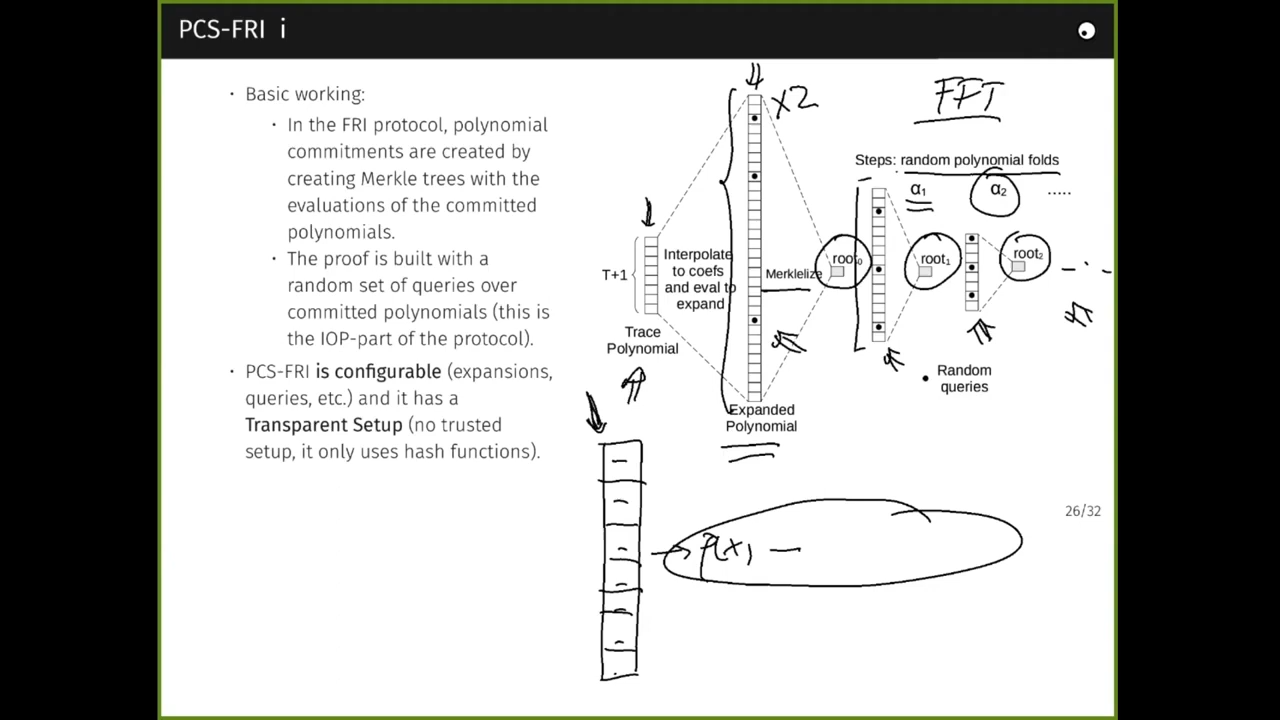 PCS-FRI i
· Basic working:
· In the FRI protocol, polynomial
commitments are created by
creating Merkle trees with the
evaluations of the committed
polynomials.
· The proof is built with a
random set of queries over
committed polynomials (this is
the IOP-part of the protocol).
· PCS-FRI is configurable (expansions,
queries, etc.) and it has a
Transparent Setup (no trusted
setup, it only uses hash functions).
x2
FFT
Steps: random polynomial folds
α₁
α₂
.....
T+1
Interpolate
to coefs
and eval to
expand
Merklelize
root₀
root₁
root₂
Trace
Polynomial
Random
queries
Expanded
Polynomial
P(x)
26/32